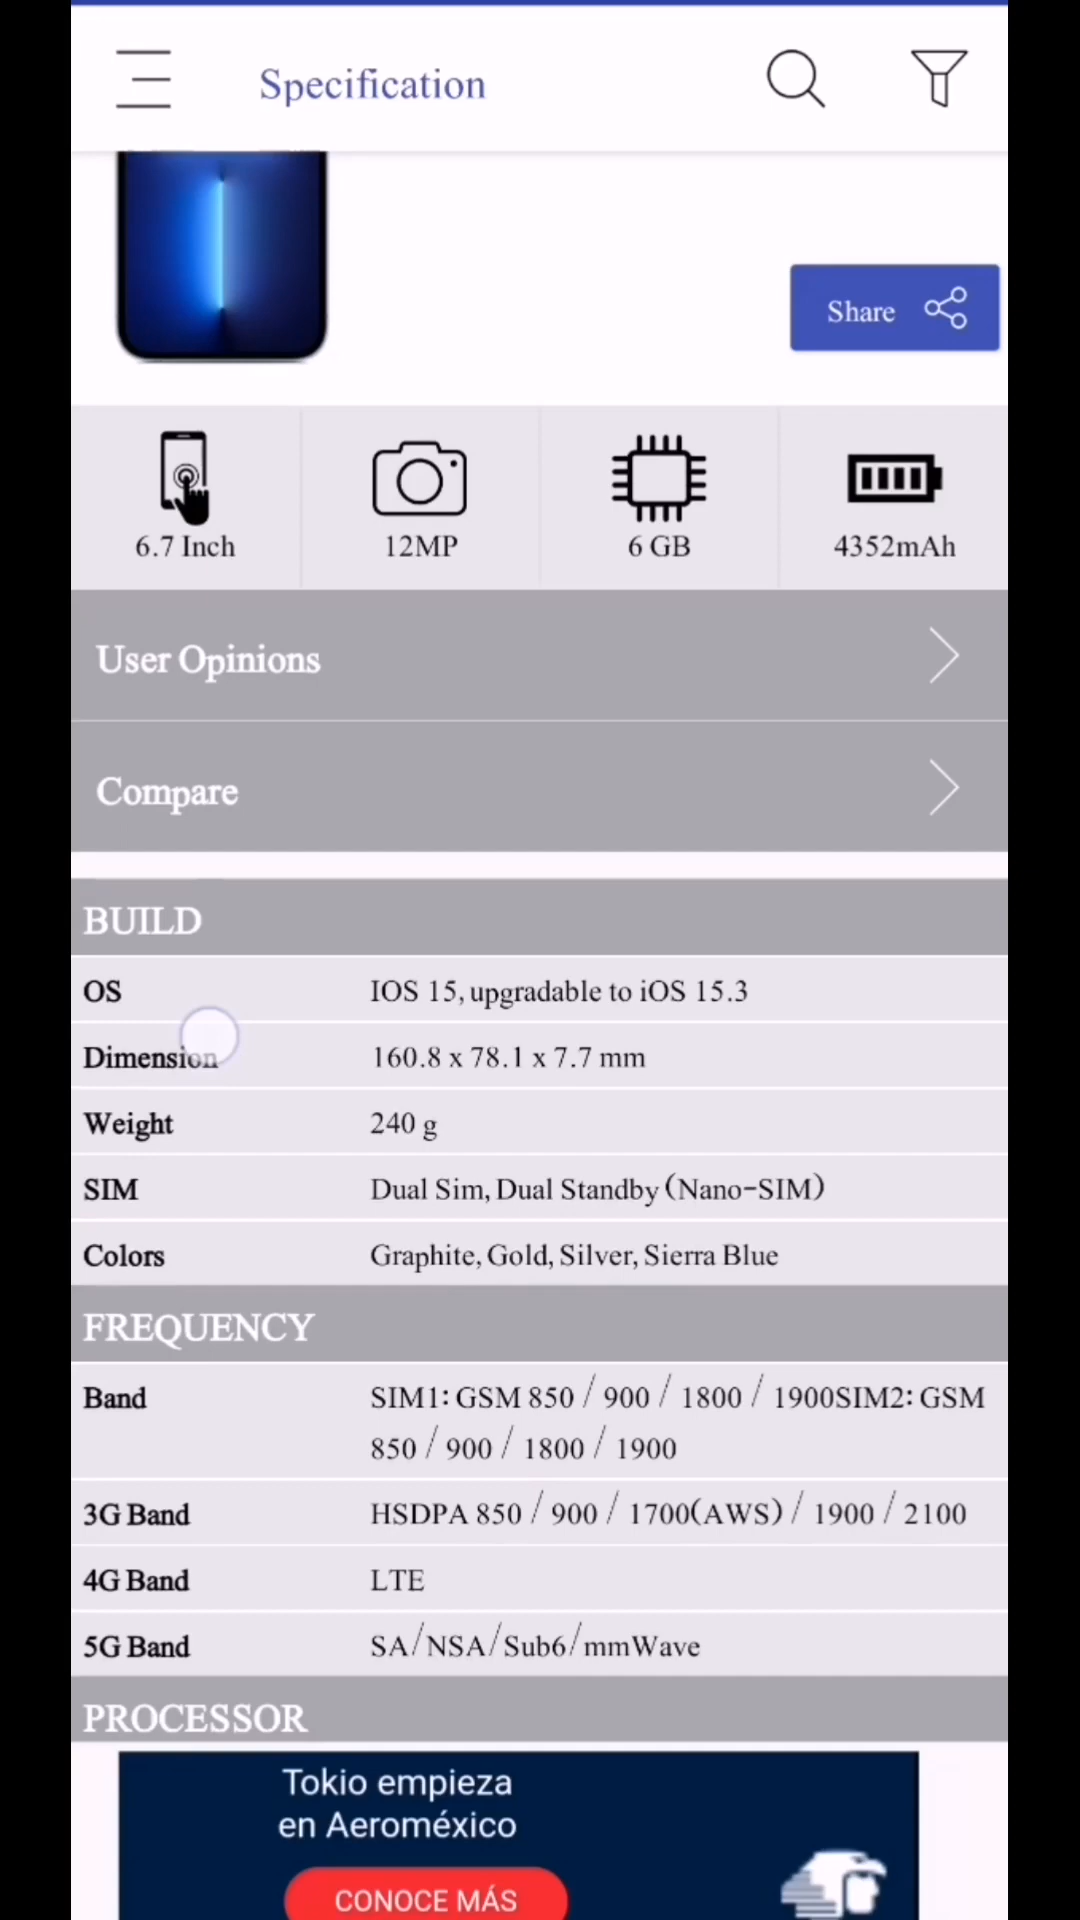 Specification
Share
6.7 Inch
12MP
6 GB
4352mAh
User Opinions
Compare
BUILD
OS IOS 15, upgradable to iOS 15.3
Dimension 160.8 x 78.1 x 7.7 mm
Weight 240 g
SIM Dual Sim, Dual Standby (Nano-SIM)
Colors Graphite, Gold, Silver, Sierra Blue
FREQUENCY
Band SIM1: GSM 850 / 900 / 1800 / 1900SIM2: GSM
850 / 900 / 1800 / 1900
3G Band HSDPA 850 / 900 / 1700(AWS) / 1900 / 2100
4G Band LTE
5G Band SA/NSA/Sub6/mmWave
PROCESSOR
Tokio empieza
en Aeroméxico
CONOCE MÁS